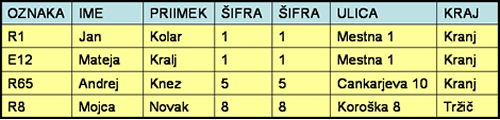 OZNAKA IME PRIIMEK ŠIFRA ŠIFRA ULICA KRAJ
R1 Jan Kolar 1 1 Mestna 1 Kranj
E12 Mateja Kralj 1 1 Mestna 1 Kranj
R65 Andrej Knez 5 5 Cankarjeva 10 Kranj
R8 Mojca Novak 8 8 Koroška 8 Tržič